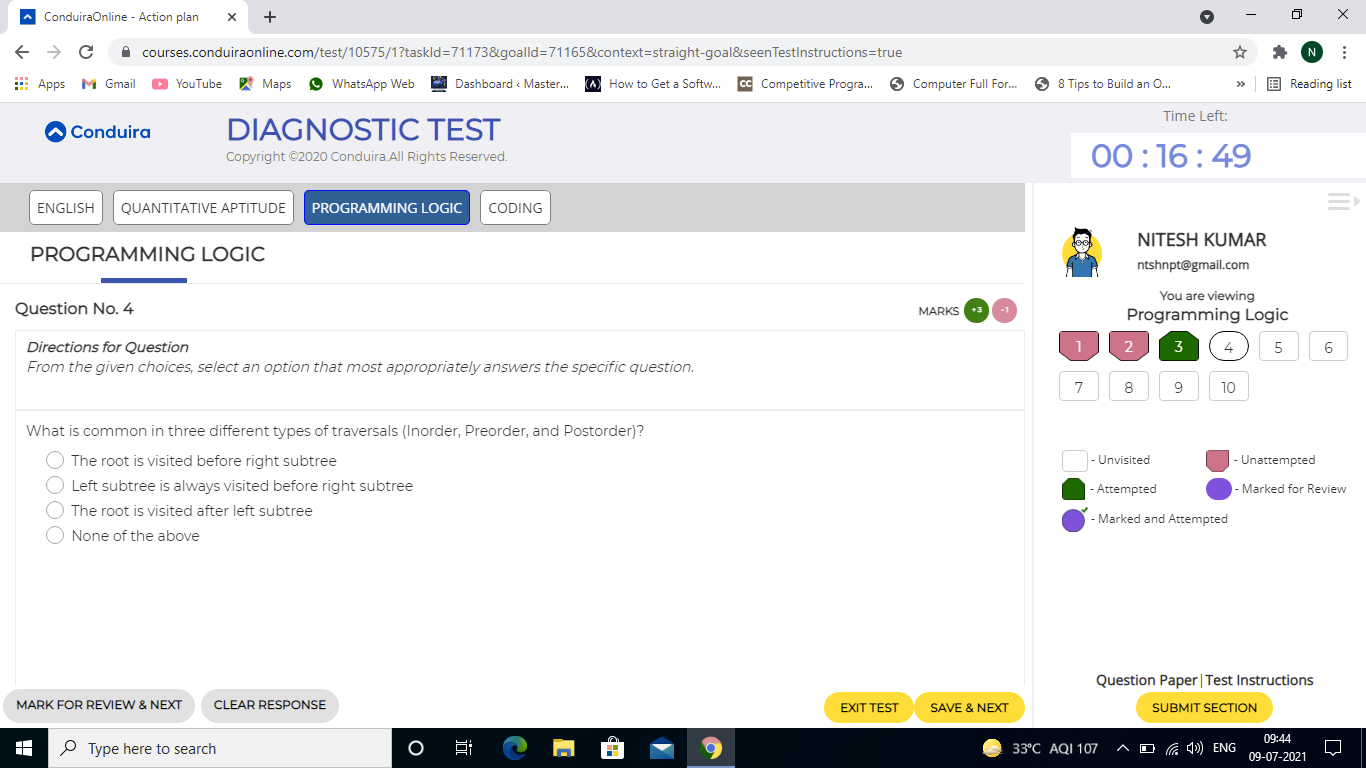 ConduiraOnline - Action plan
courses.conduiraonline.com/test/10575/1?taskId=71173&goalId=71165&context=straight-goal&seenTestInstructions=true
N
Apps Gmail YouTube Maps WhatsApp Web Dashboard ‹ Master... How to Get a Softw... CC Competitive Progra... Computer Full For... 8 Tips to Build an O... » Reading list
Conduira
DIAGNOSTIC TEST
Copyright ©2020 Conduira.All Rights Reserved.
Time Left:
00 : 16 : 49
ENGLISH QUANTITATIVE APTITUDE PROGRAMMING LOGIC CODING
PROGRAMMING LOGIC
Question No. 4
MARKS +3 -1
Directions for Question
From the given choices, select an option that most appropriately answers the specific question.
What is common in three different types of traversals (Inorder, Preorder, and Postorder)?
The root is visited before right subtree
Left subtree is always visited before right subtree
The root is visited after left subtree
None of the above
MARK FOR REVIEW & NEXT CLEAR RESPONSE EXIT TEST SAVE & NEXT
NITESH KUMAR
ntshnpt@gmail.com
You are viewing
Programming Logic
1 2 3 4 5 6
7 8 9 10
- Unvisited - Unattempted
- Attempted - Marked for Review
- Marked and Attempted
Question Paper|Test Instructions
SUBMIT SECTION
Type here to search
33°C AQI 107 ENG
09:44
09-07-2021